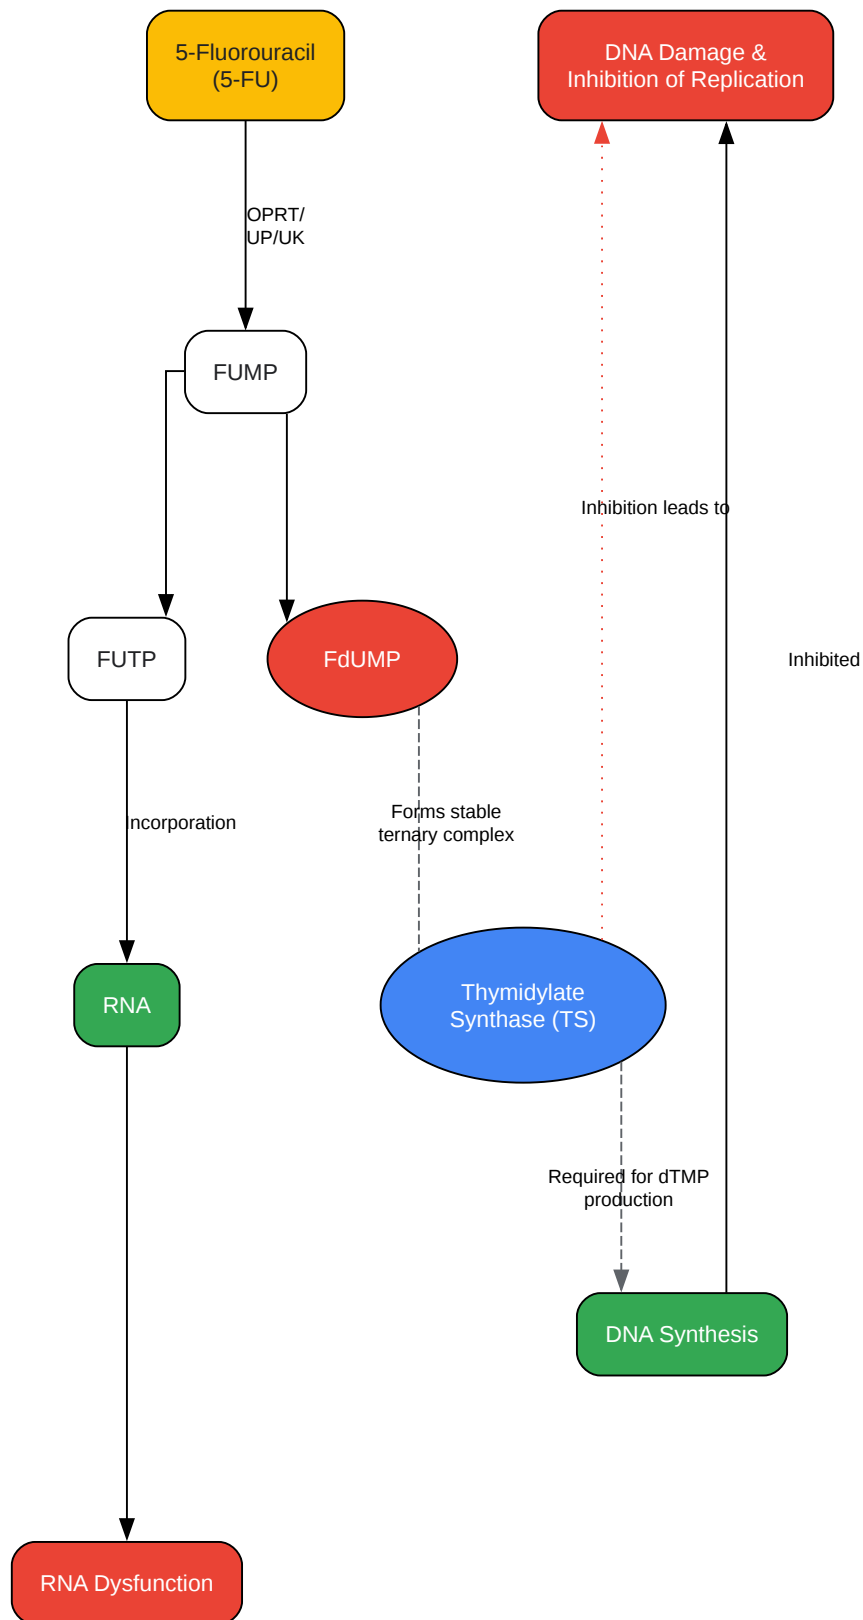 5-Fluorouracil
(5-FU)
DNA Damage &
Inhibition of Replication
OPRT/
UP/UK
FUMP
Inhibition leads to
FUTP
FdUMP
Inhibited
Incorporation
Forms stable
ternary complex
RNA
Thymidylate
Synthase (TS)
Required for dTMP
production
DNA Synthesis
RNA Dysfunction